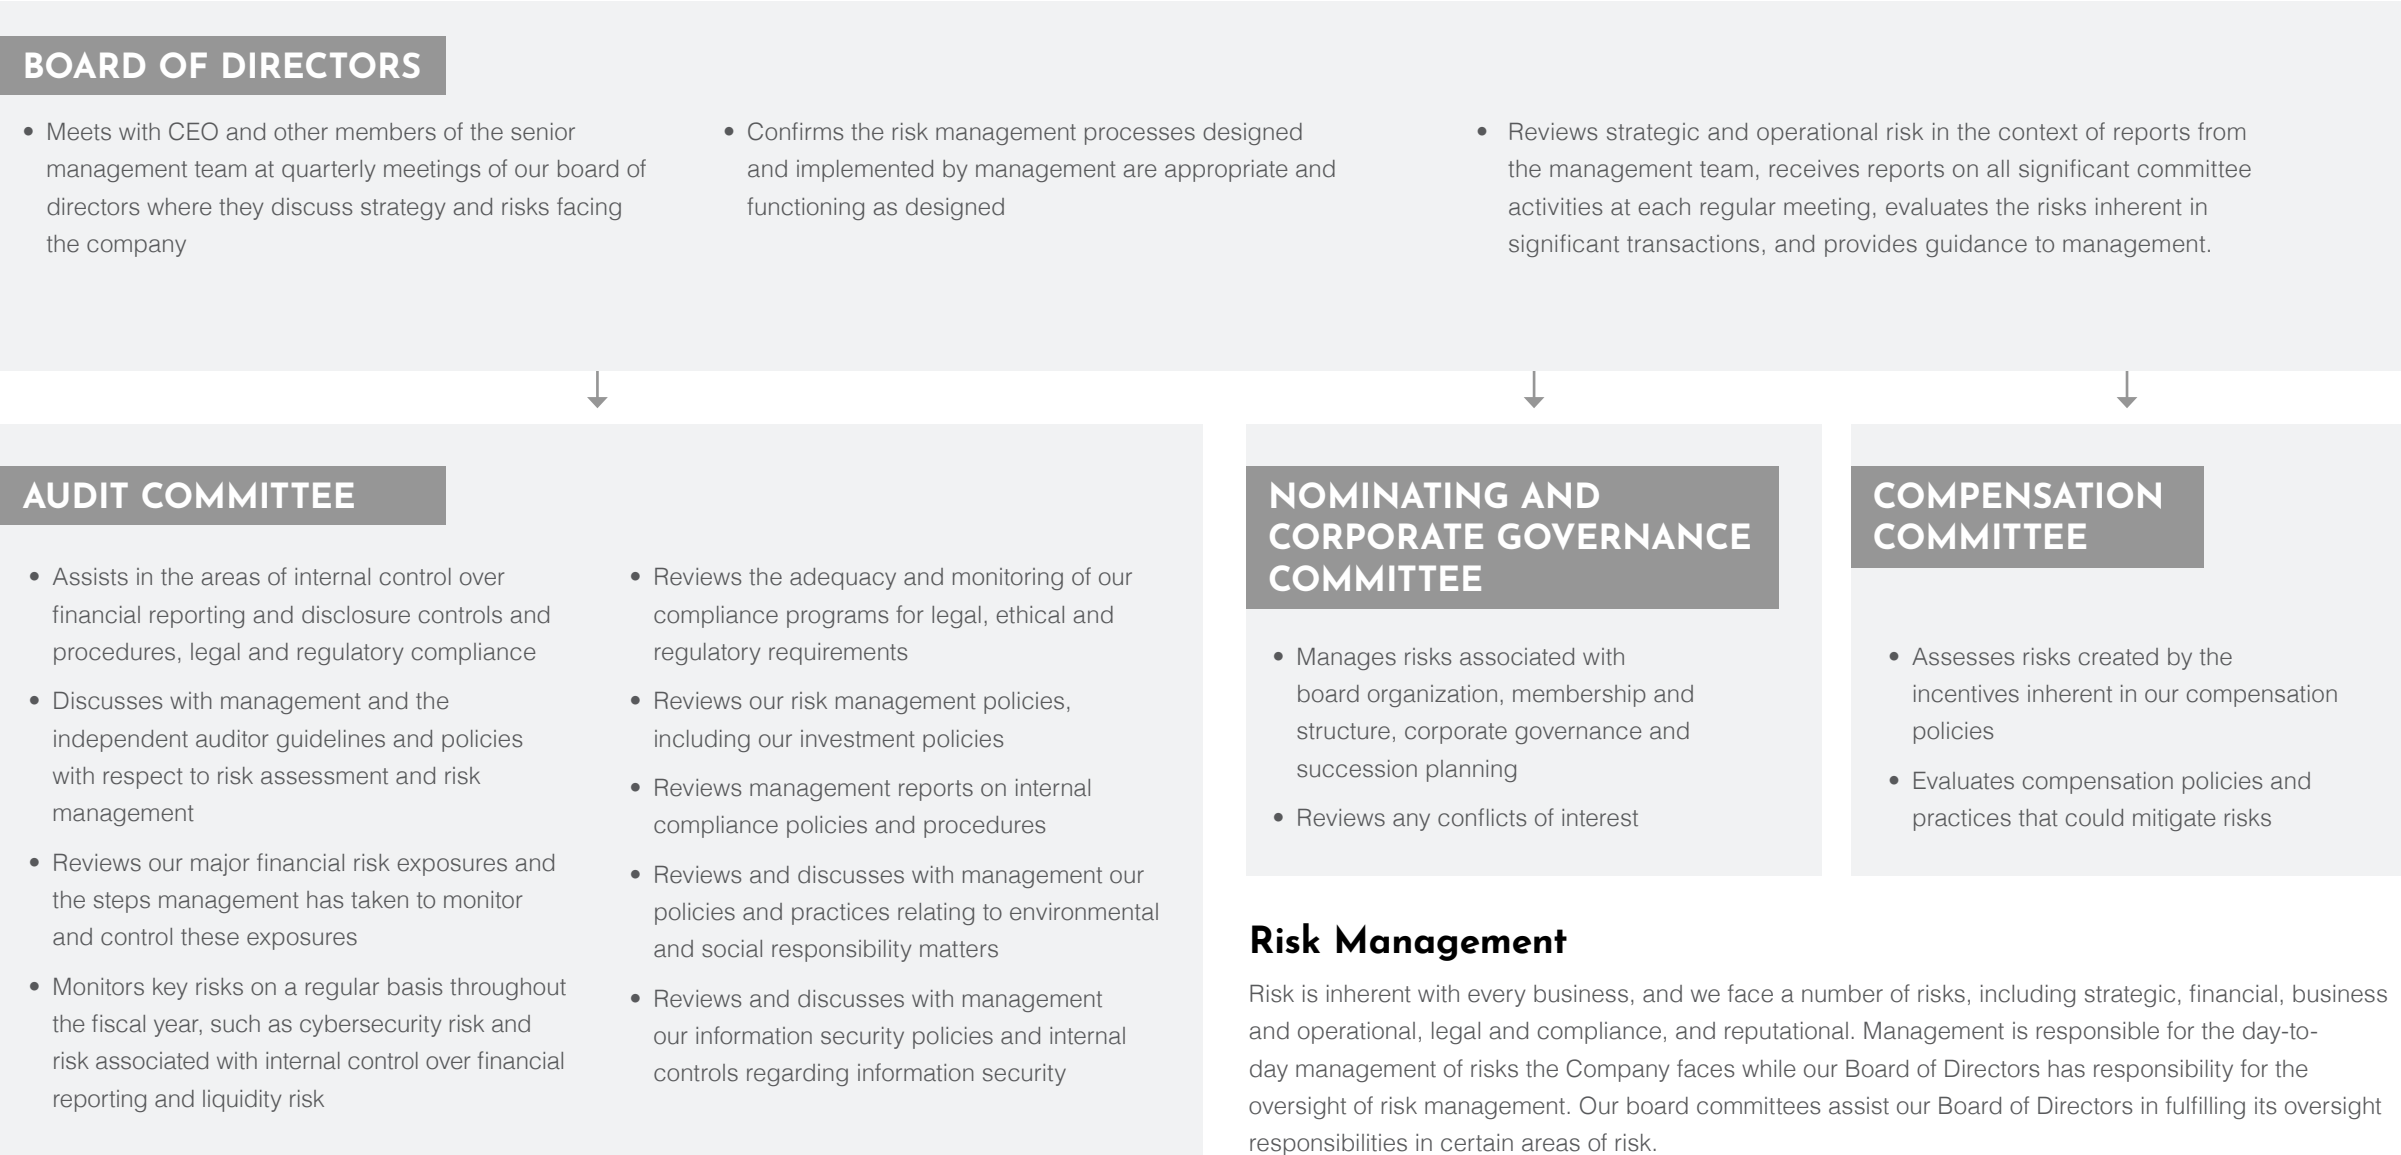 BOARD OF DIRECTORS
• Meets with CEO and other members of the senior
management team at quarterly meetings of our board of
directors where they discuss strategy and risks facing
the company
• Confirms the risk management processes designed
and implemented by management are appropriate and
functioning as designed
• Reviews strategic and operational risk in the context of reports from
the management team, receives reports on all significant committee
activities at each regular meeting, evaluates the risks inherent in
significant transactions, and provides guidance to management.
AUDIT COMMITTEE
• Assists in the areas of internal control over
financial reporting and disclosure controls and
procedures, legal and regulatory compliance
• Discusses with management and the
independent auditor guidelines and policies
with respect to risk assessment and risk
management
• Reviews our major financial risk exposures and
the steps management has taken to monitor
and control these exposures
• Monitors key risks on a regular basis throughout
the fiscal year, such as cybersecurity risk and
risk associated with internal control over financial
reporting and liquidity risk
• Reviews the adequacy and monitoring of our
compliance programs for legal, ethical and
regulatory requirements
• Reviews our risk management policies,
including our investment policies
• Reviews management reports on internal
compliance policies and procedures
• Reviews and discusses with management our
policies and practices relating to environmental
and social responsibility matters
• Reviews and discusses with management
our information security policies and internal
controls regarding information security
NOMINATING AND
CORPORATE GOVERNANCE
COMMITTEE
• Manages risks associated with
board organization, membership and
structure, corporate governance and
succession planning
• Reviews any conflicts of interest
COMPENSATION
COMMITTEE
• Assesses risks created by the
incentives inherent in our compensation
policies
• Evaluates compensation policies and
practices that could mitigate risks
Risk Management
Risk is inherent with every business, and we face a number of risks, including strategic, financial, business
and operational, legal and compliance, and reputational. Management is responsible for the day-to-
day management of risks the Company faces while our Board of Directors has responsibility for the
oversight of risk management. Our board committees assist our Board of Directors in fulfilling its oversight
responsibilities in certain areas of risk.